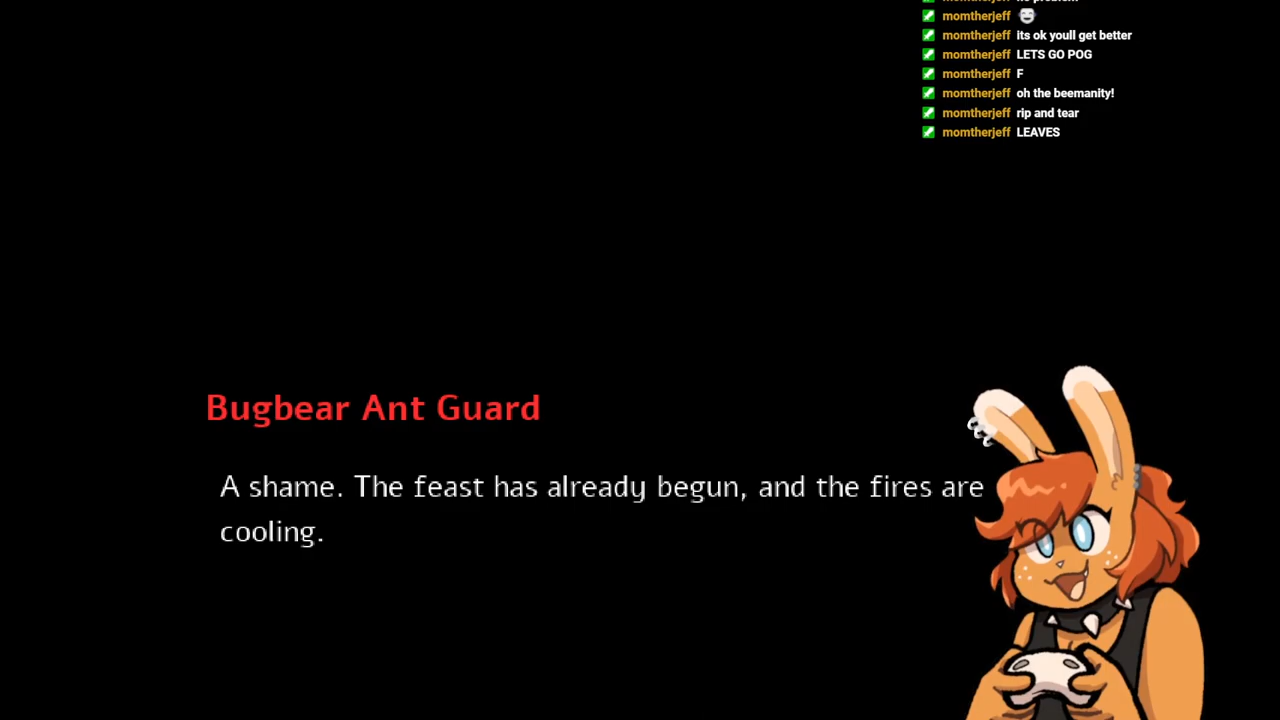 momtherjeff
momtherjeff its ok youll get better
momtherjeff LETS GO POG
momtherjeff F
momtherjeff oh the beemanity!
momtherjeff rip and tear
momtherjeff LEAVES
Bugbear Ant Guard
A shame. The feast has already begun, and the fires are
cooling.